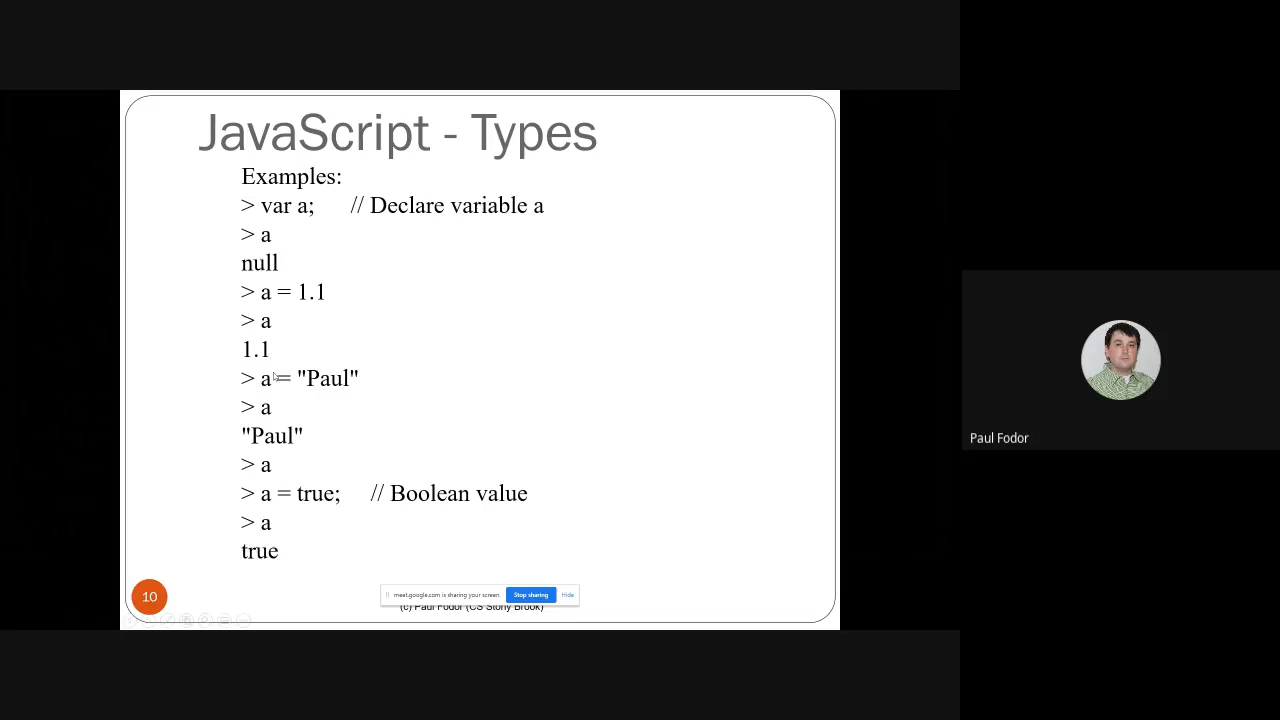 JavaScript - Types
Examples:
> var a; // Declare variable a
> a
null
> a = 1.1
> a
1.1
> a = "Paul"
> a
"Paul"
> a
> a = true; // Boolean value
> a
true
10
meet.google.com is sharing your screen. Stop sharing Hide
(c) Paul Fodor (CS Stony Brook)
Paul Fodor